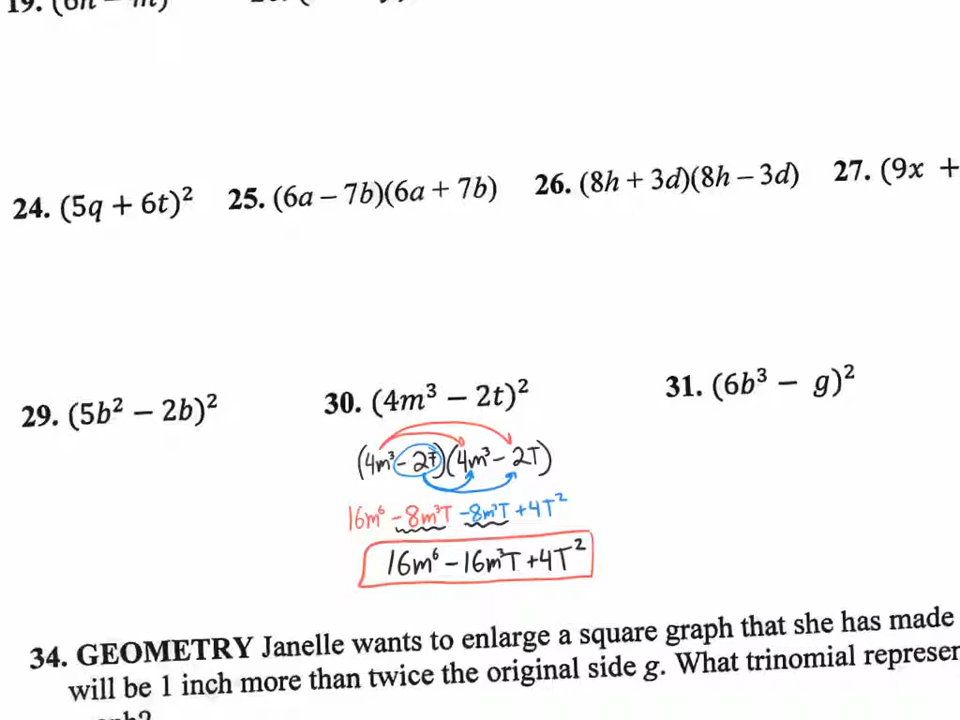 19. (6h − m)
24. (5q + 6t)² 25. (6a − 7b)(6a + 7b) 26. (8h + 3d)(8h − 3d) 27. (9x +
29. (5b² − 2b)² 30. (4m³ − 2t)² 31. (6b³ − g)²
(4m³ − 2T)(4m³ − 2T)
16m⁶ − 8m³T − 8m³T + 4T²
16m⁶ − 16m³T + 4T²
34. GEOMETRY Janelle wants to enlarge a square graph that she has made
will be 1 inch more than twice the original side g. What trinomial represen